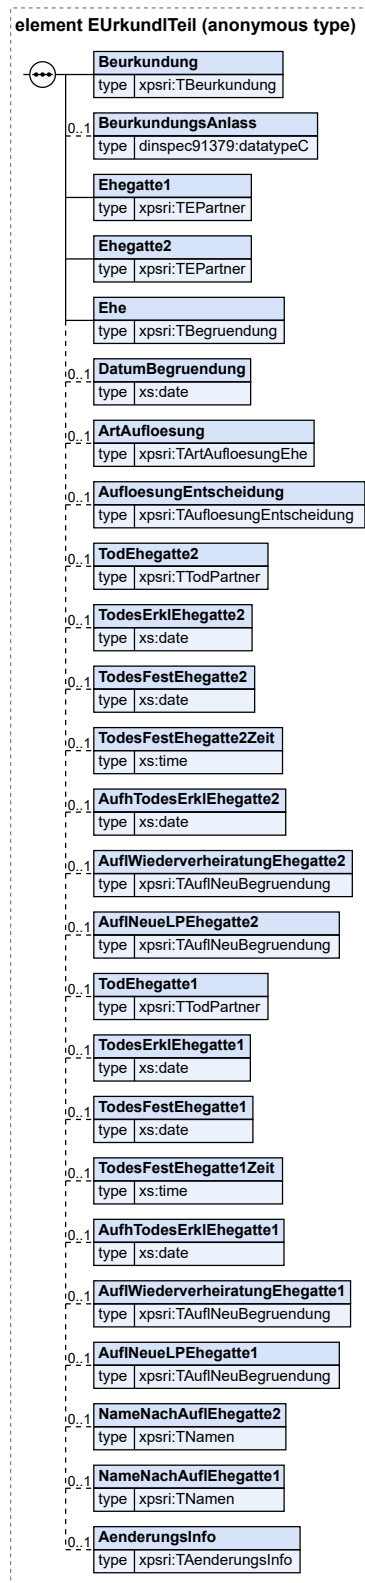 element EUrkundlTeil (anonymous type)
Beurkundung
type xpsri:TBeurkundung
0..1 BeurkundungsAnlass
type dinspec91379:datatypeC
Ehegatte1
type xpsri:TEPartner
Ehegatte2
type xpsri:TEPartner
Ehe
type xpsri:TBegruendung
0..1 DatumBegruendung
type xs:date
0..1 ArtAufloesung
type xpsri:TArtAufloesungEhe
0..1 AufloesungEntscheidung
type xpsri:TAufloesungEntscheidung
0..1 TodEhegatte2
type xpsri:TTodPartner
0..1 TodesErklEhegatte2
type xs:date
0..1 TodesFestEhegatte2
type xs:date
0..1 TodesFestEhegatte2Zeit
type xs:time
0..1 AufhTodesErklEhegatte2
type xs:date
0..1 AuflWiederverheiratungEhegatte2
type xpsri:TAuflNeuBegruendung
0..1 AuflNeueLPEhegatte2
type xpsri:TAuflNeuBegruendung
0..1 TodEhegatte1
type xpsri:TTodPartner
0..1 TodesErklEhegatte1
type xs:date
0..1 TodesFestEhegatte1
type xs:date
0..1 TodesFestEhegatte1Zeit
type xs:time
0..1 AufhTodesErklEhegatte1
type xs:date
0..1 AuflWiederverheiratungEhegatte1
type xpsri:TAuflNeuBegruendung
0..1 AuflNeueLPEhegatte1
type xpsri:TAuflNeuBegruendung
0..1 NameNachAuflEhegatte2
type xpsri:TNamen
0..1 NameNachAuflEhegatte1
type xpsri:TNamen
0..1 AenderungsInfo
type xpsri:TAenderungsInfo